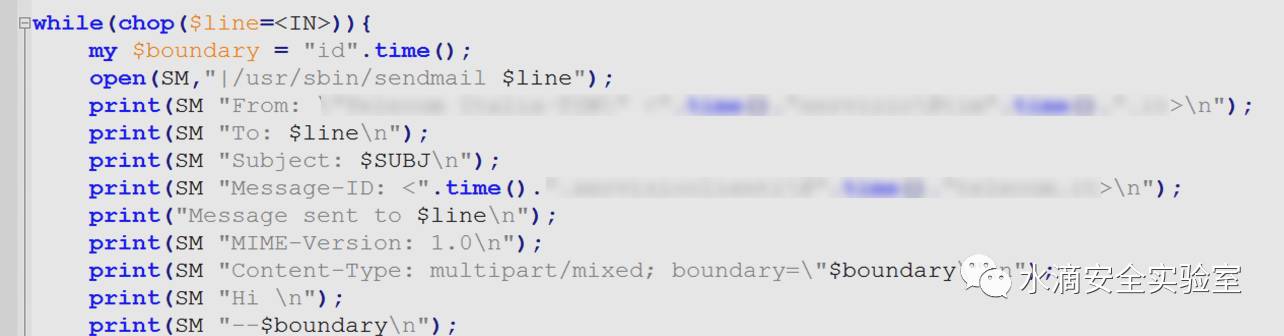 while(chop($line=<IN>)){
my $boundary = "id".time();
open(SM,"|/usr/sbin/sendmail $line");
print(SM "From: >\n");
print(SM "To: $line\n");
print(SM "Subject: $SUBJ\n");
print(SM "Message-ID: <".time(). >\n");
print("Message sent to $line\n");
print(SM "MIME-Version: 1.0\n");
print(SM "Content-Type: multipart/mixed; boundary=\"$boundary\
水滴安全实验室
print(SM "Hi \n");
print(SM "--$boundary\n");